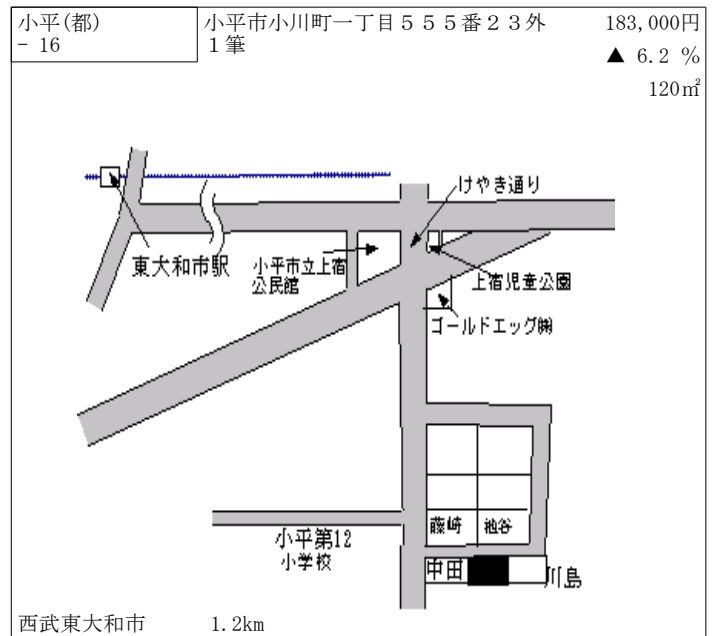 小平(都)
－ 16
小平市小川町一丁目５５５番２３外
１筆
183,000円
▲ 6.2 %
120㎡
けやき通り
東大和市駅
小平市立上宿
公民館
上宿児童公園
ゴールドエッグ㈱
藤崎
池谷
小平第12
小学校
中田
川島
西武東大和市
1.2km